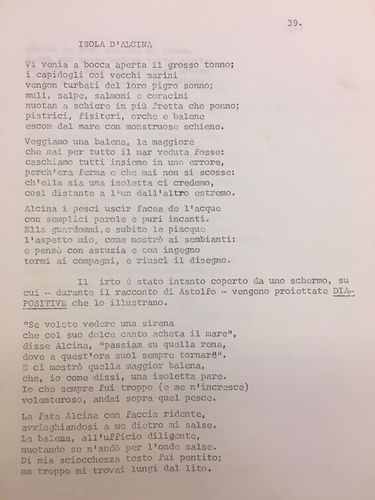 39.
ISOLA D'ALCINA
Vi venia a bocca aperta il grosso tonno;
i capidogli coi vecchi marini
vengon turbati del loro pigro sonno;
muli, salpe, salmoni e coracini
nuotan a schiere in più fretta che ponno;
pistrici, fisiteri, orche e balene
escon dal mare con monstruose schiene.
Veggiamo una balena, la maggiore
che mai per tutto il mar veduta fosse:
caschiamo tutti insieme in uno errore,
perch'era ferma e che mai non si scosse:
ch'ella sia una isoletta ci credemo,
cosi distante a l'un dall'altro estremo.
Alcina i pesci uscir facea de l'acque
con semplici parole e puri incanti.
Ella guardommi, e subito le piacque
l'aspetto mio, come mostrò ai sembianti:
e pensò con astuzia e con ingegno
tormi ai compagni, e riuscì il disegno.
Il irto è stato intanto coperto da uno schermo, su
cui -- durante il racconto di Astolfo -- vengono proiettate DIA-
POSITIVE che lo illustrano.
"Se volete vedere una sirena
che col suo dolce canto acheta il mare",
disse Alcina, "passiam su quella rena,
dove a quest'ora suol sempre tornare".
E ci mostrò quella maggior balena,
che, io come dissi, una isoletta pare.
Io che sempre fui troppo (e me n'incresce)
volenteroso, andai sopra quel pesce.
La fata Alcina con faccia ridente,
avvinghiandosi a me dietro mi salse.
La balena, all'ufficio diligente,
nuotando se n'andò per l'onde salse.
Di mia sciocchezza tosto fui pentito;
ma troppo mi trovai lungi dal lito.